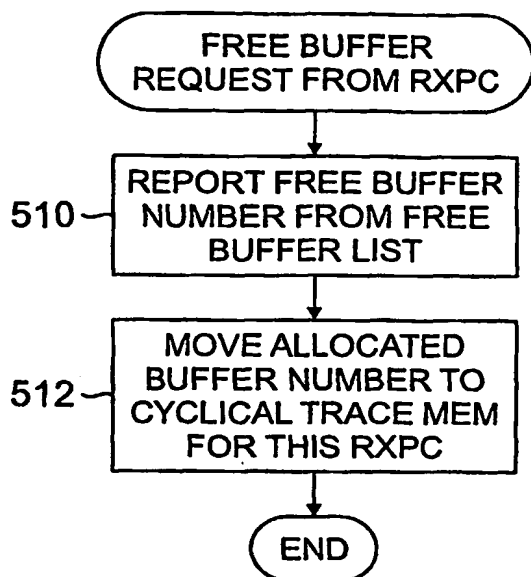 FREE BUFFER
REQUEST FROM RXPC
510
REPORT FREE BUFFER
NUMBER FROM FREE
BUFFER LIST
512
MOVE ALLOCATED
BUFFER NUMBER TO
CYCLICAL TRACE MEM
FOR THIS RXPC
END